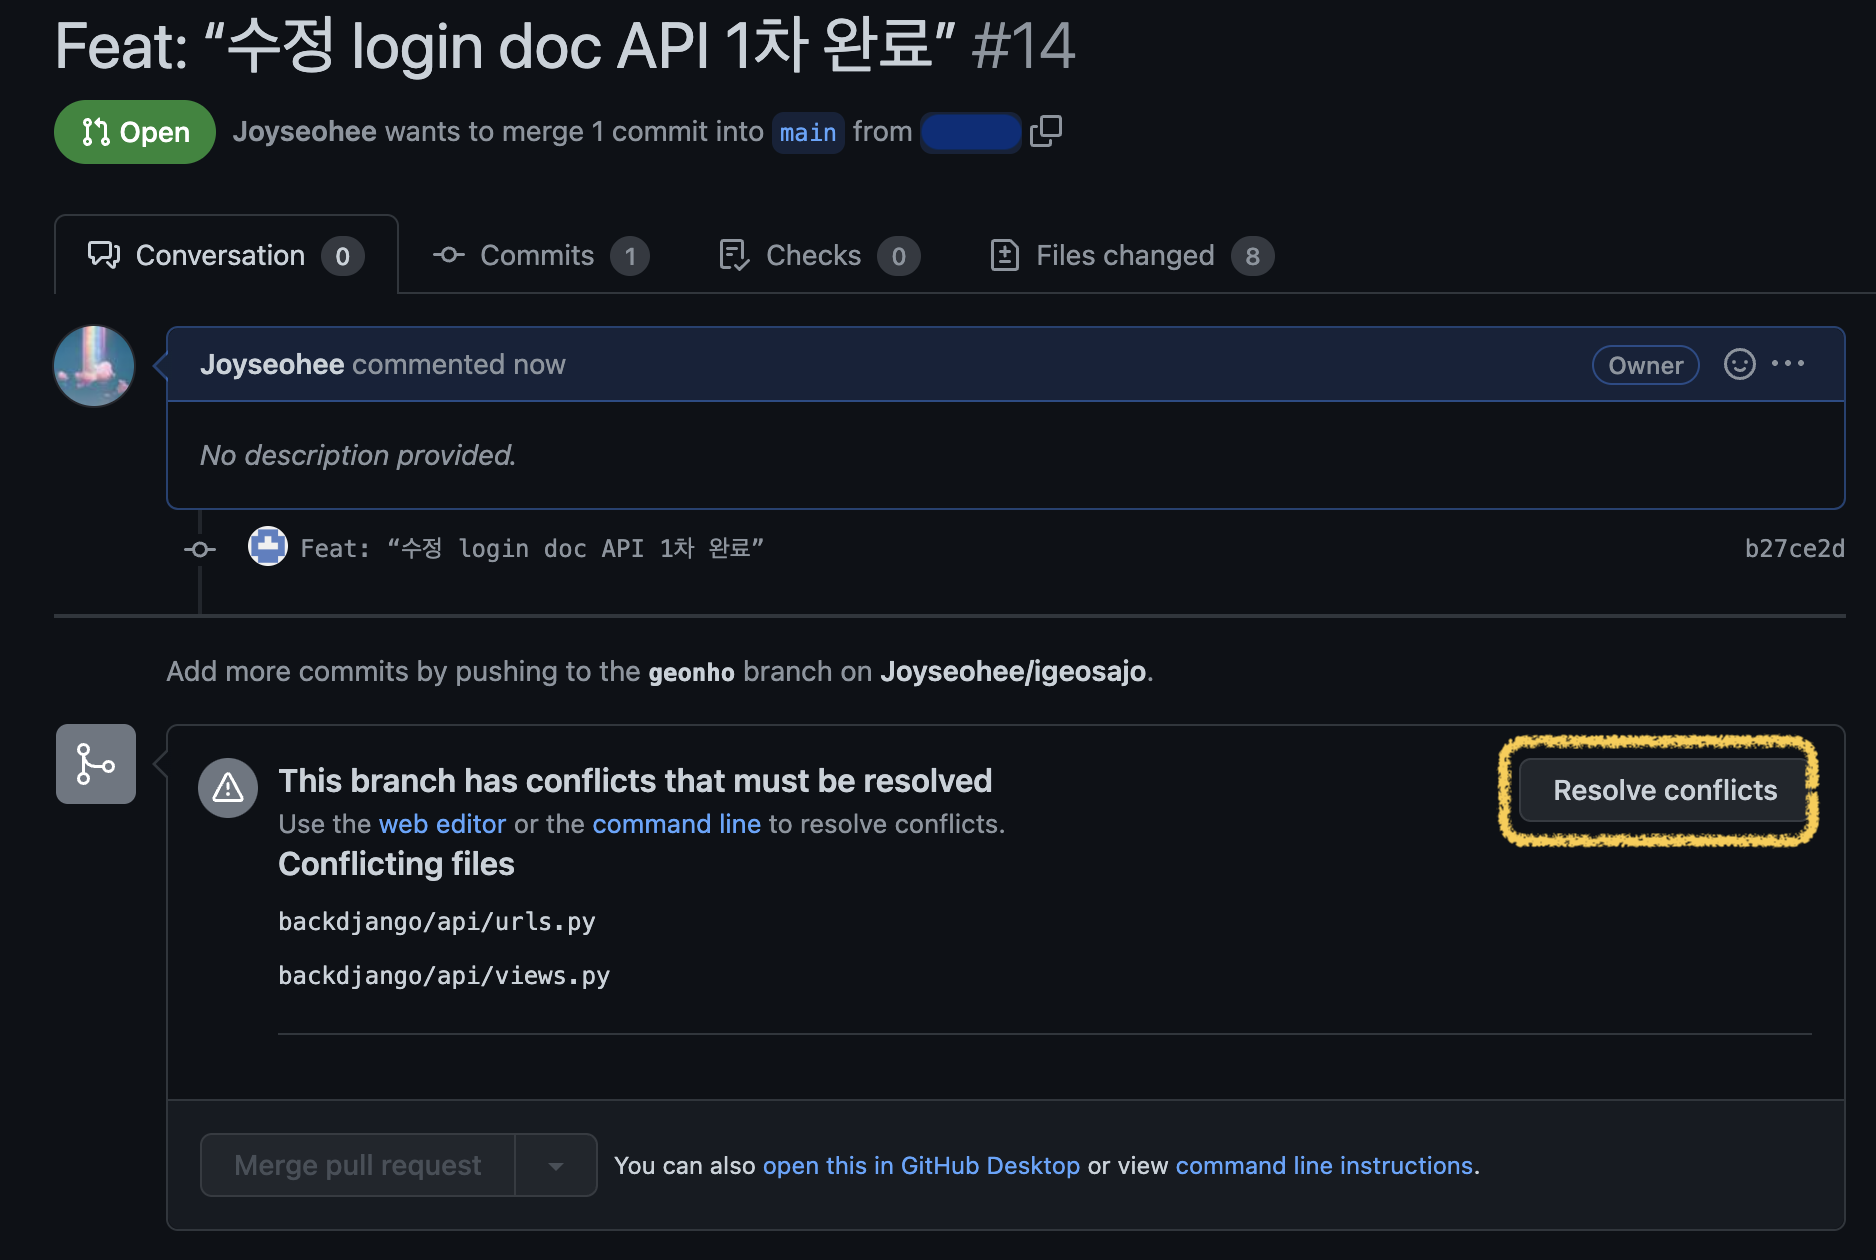 Feat: “수정 login doc API 1차 완료” #14
Open Joyseohee wants to merge 1 commit into main from
Conversation 0 Commits 1 Checks 0 Files changed 8
Joyseohee commented now Owner
No description provided.
Feat: “수정 login doc API 1차 완료” b27ce2d
Add more commits by pushing to the geonho branch on Joyseohee/igeosajo.
This branch has conflicts that must be resolved
Resolve conflicts
Use the web editor or the command line to resolve conflicts.
Conflicting files
backdjango/api/urls.py
backdjango/api/views.py
Merge pull request You can also open this in GitHub Desktop or view command line instructions.